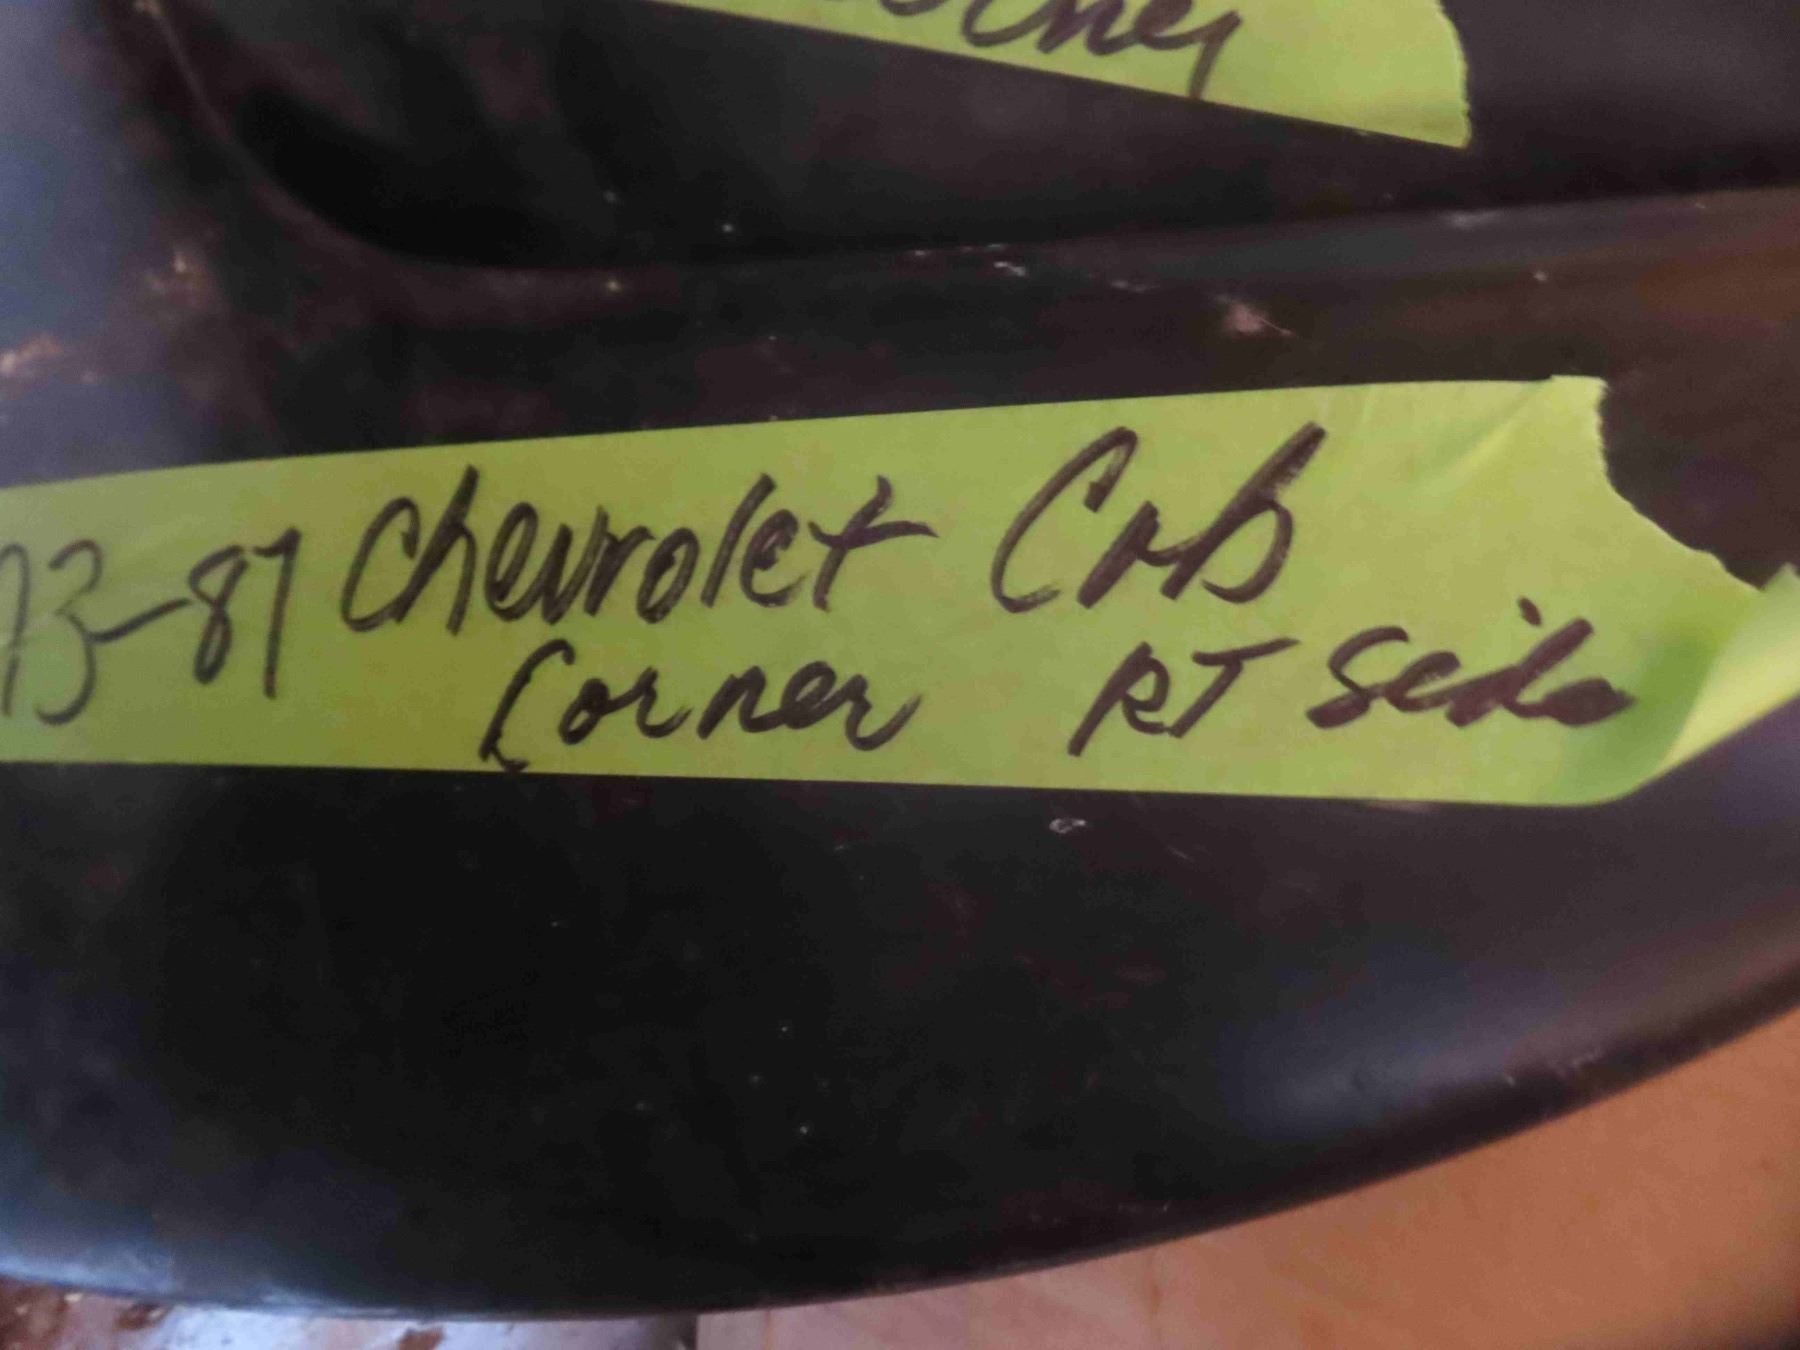 73-87 Chevrolet Cab
Corner RT Side